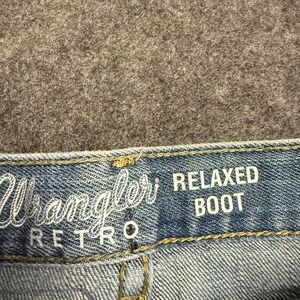 Wrangler
RETRO
RELAXED
BOOT